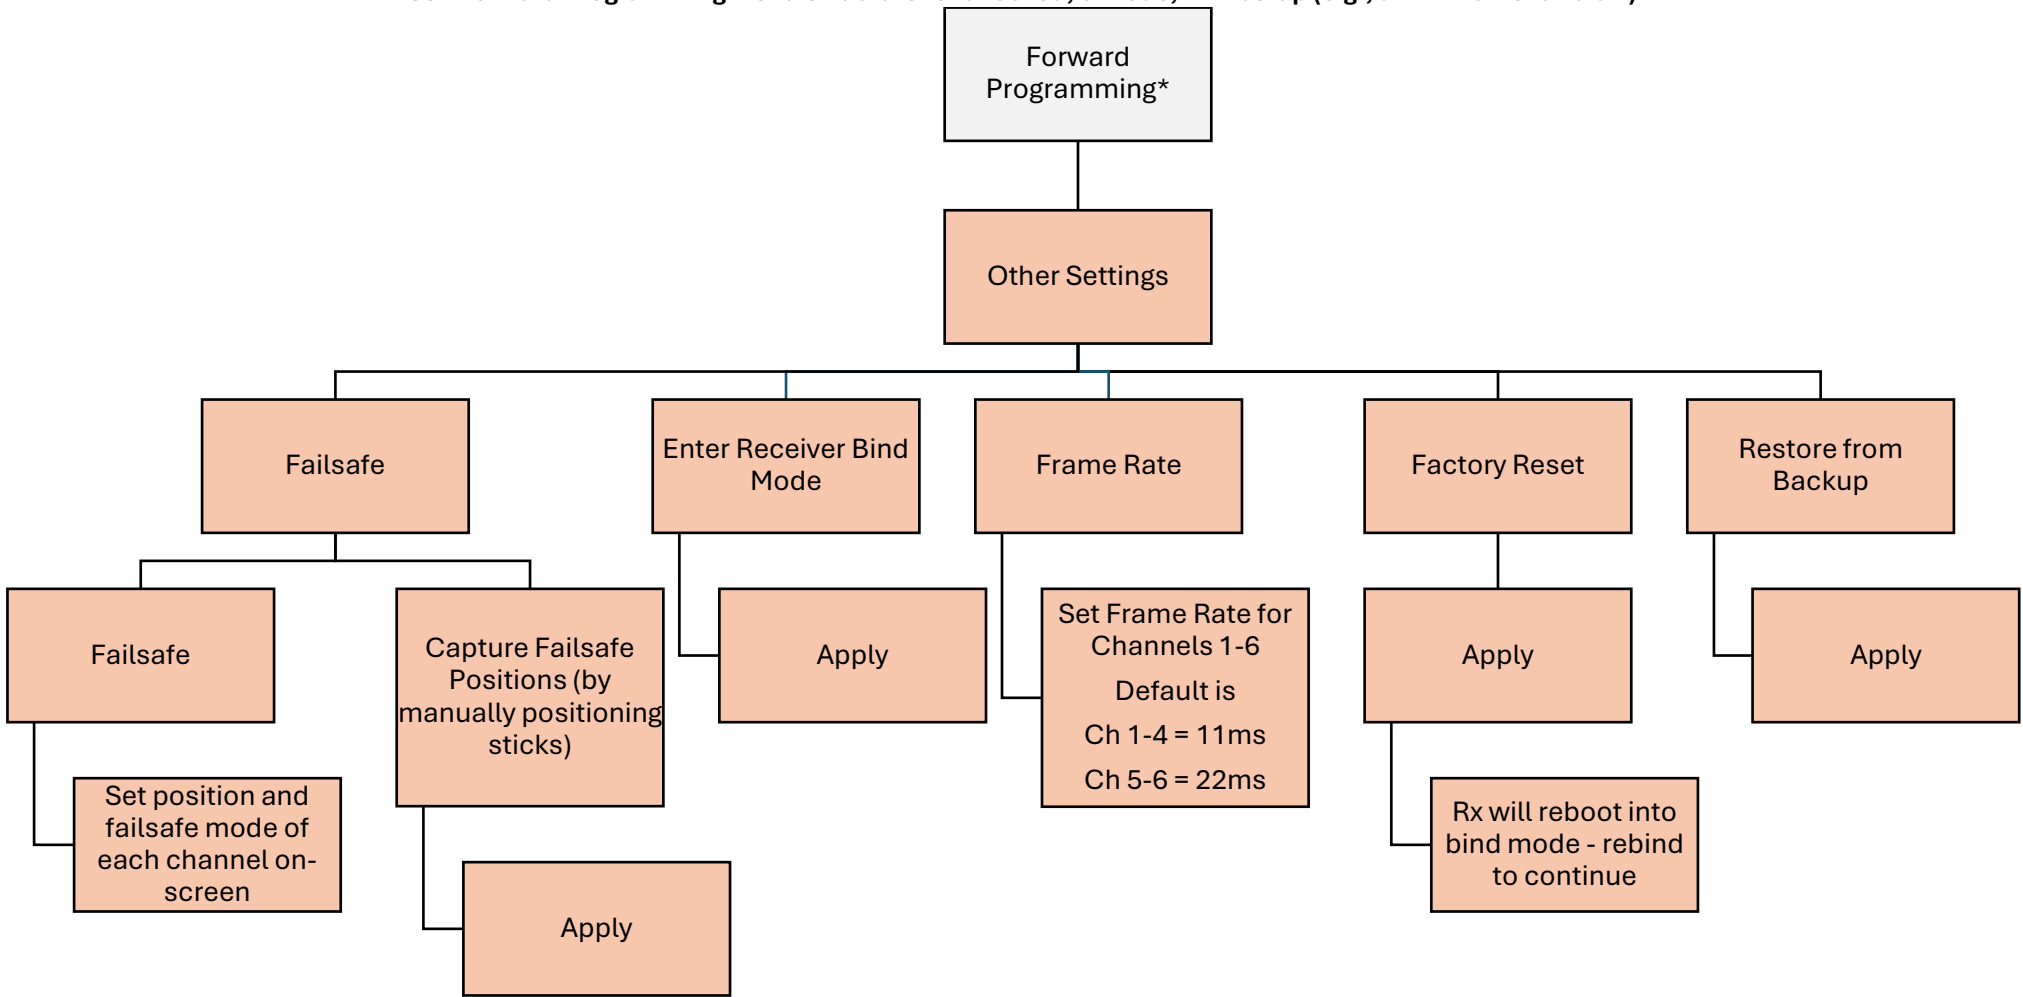 Forward
Programming*
Other Settings
Failsafe
Enter Receiver Bind
Mode
Frame Rate
Factory Reset
Restore from
Backup
Failsafe
Capture Failsafe
Positions (by
manually positioning
sticks)
Apply
Set Frame Rate for
Channels 1-6
Default is
Ch 1-4 = 11ms
Ch 5-6 = 22ms
Apply
Apply
Set position and
failsafe mode of
each channel on-
screen
Apply
Rx will reboot into
bind mode - rebind
to continue